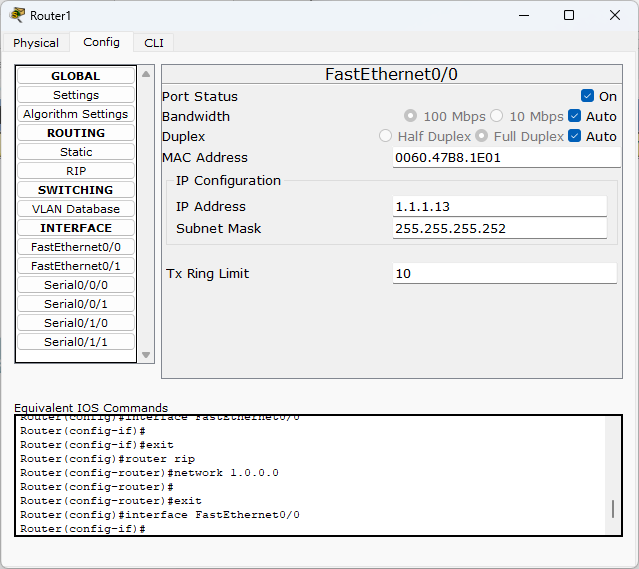 Router1
Physical Config CLI
GLOBAL
Settings
Algorithm Settings
ROUTING
Static
RIP
SWITCHING
VLAN Database
INTERFACE
FastEthernet0/0
FastEthernet0/1
Serial0/0/0
Serial0/0/1
Serial0/1/0
Serial0/1/1
FastEthernet0/0
Port Status On
Bandwidth 100 Mbps 10 Mbps Auto
Duplex Half Duplex Full Duplex Auto
MAC Address 0060.47B8.1E01
IP Configuration
IP Address 1.1.1.13
Subnet Mask 255.255.255.252
Tx Ring Limit 10
Equivalent IOS Commands
Router(config)#interface FastEthernet0/0
Router(config-if)#
Router(config-if)#exit
Router(config)#router rip
Router(config-router)#network 1.0.0.0
Router(config-router)#
Router(config-router)#exit
Router(config)#interface FastEthernet0/0
Router(config-if)#